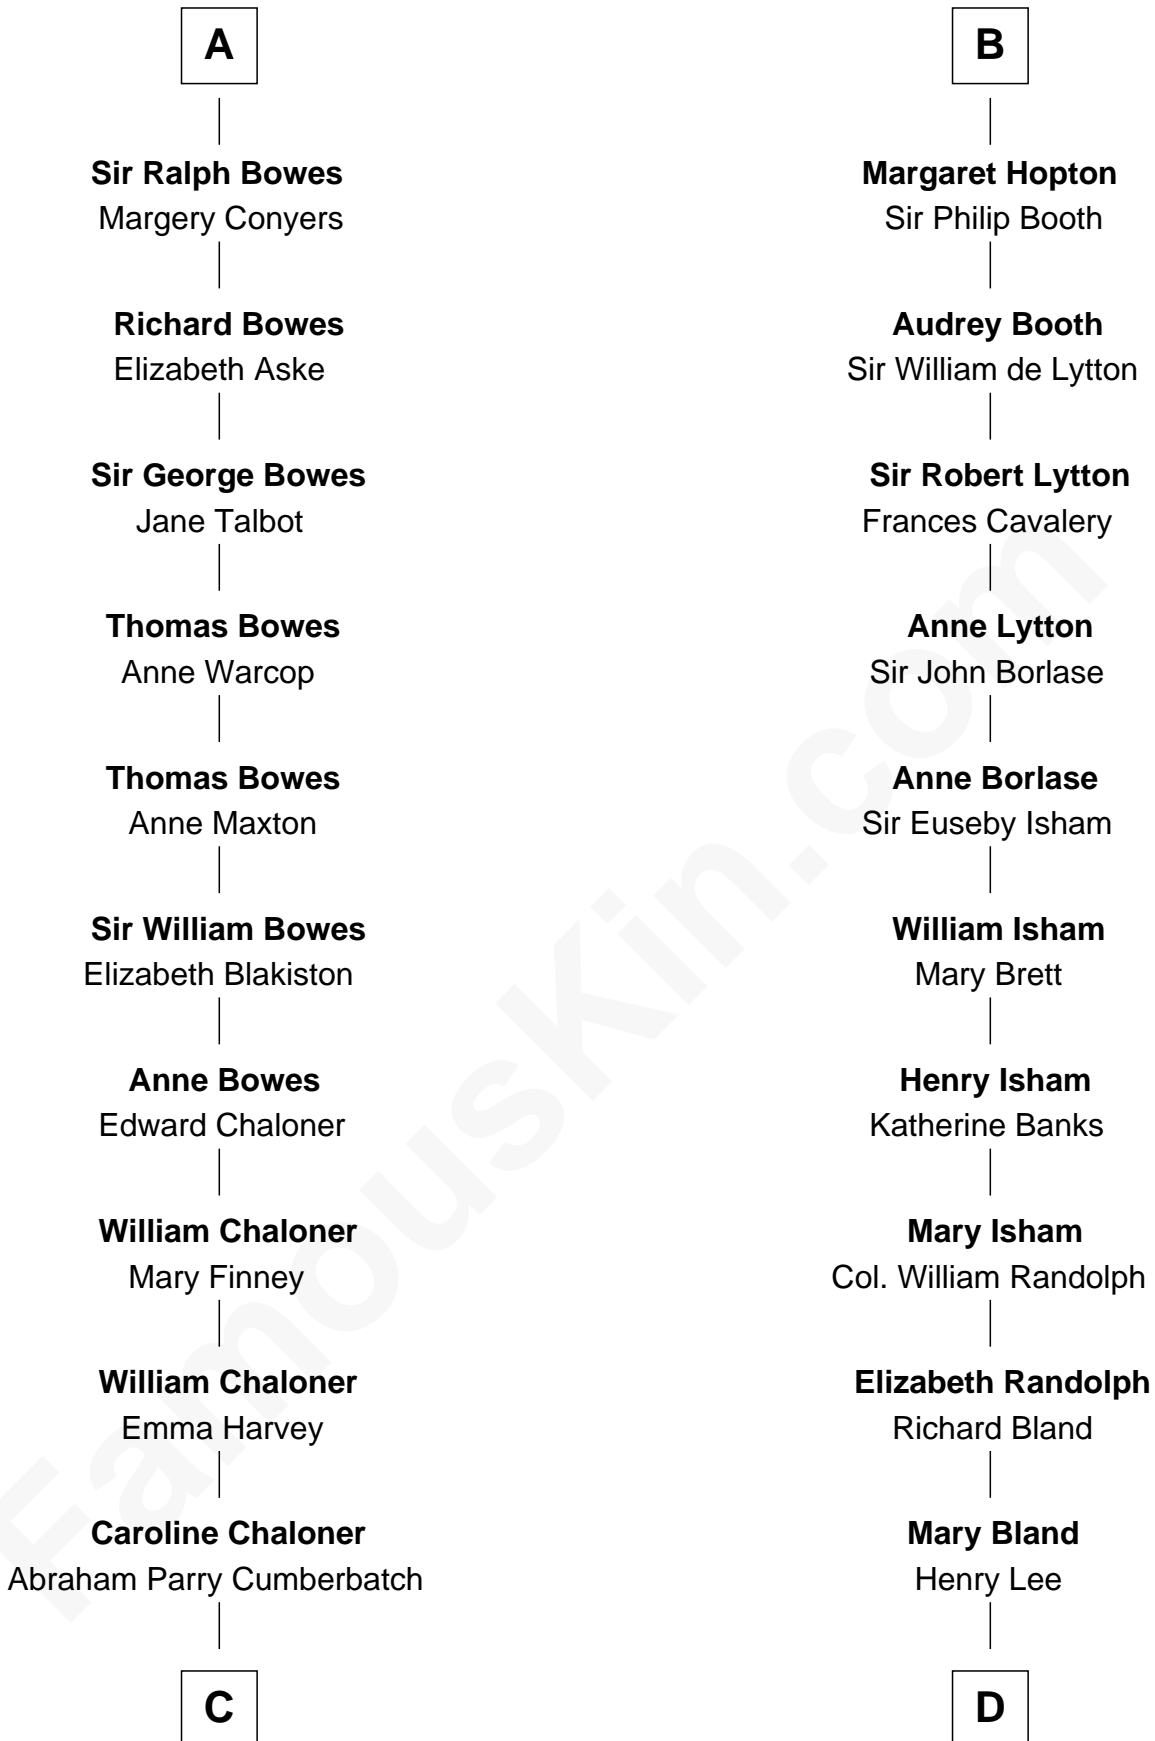 A
Sir Ralph Bowes
Margery Conyers
Richard Bowes
Elizabeth Aske
Sir George Bowes
Jane Talbot
Thomas Bowes
Anne Warcop
Thomas Bowes
Anne Maxton
Sir William Bowes
Elizabeth Blakiston
Anne Bowes
Edward Chaloner
William Chaloner
Mary Finney
William Chaloner
Emma Harvey
Caroline Chaloner
Abraham Parry Cumberbatch
C
B
Margaret Hopton
Sir Philip Booth
Audrey Booth
Sir William de Lytton
Sir Robert Lytton
Frances Cavalery
Anne Lytton
Sir John Borlase
Anne Borlase
Sir Euseby Isham
William Isham
Mary Brett
Henry Isham
Katherine Banks
Mary Isham
Col. William Randolph
Elizabeth Randolph
Richard Bland
Mary Bland
Henry Lee
D
FamousKin.com